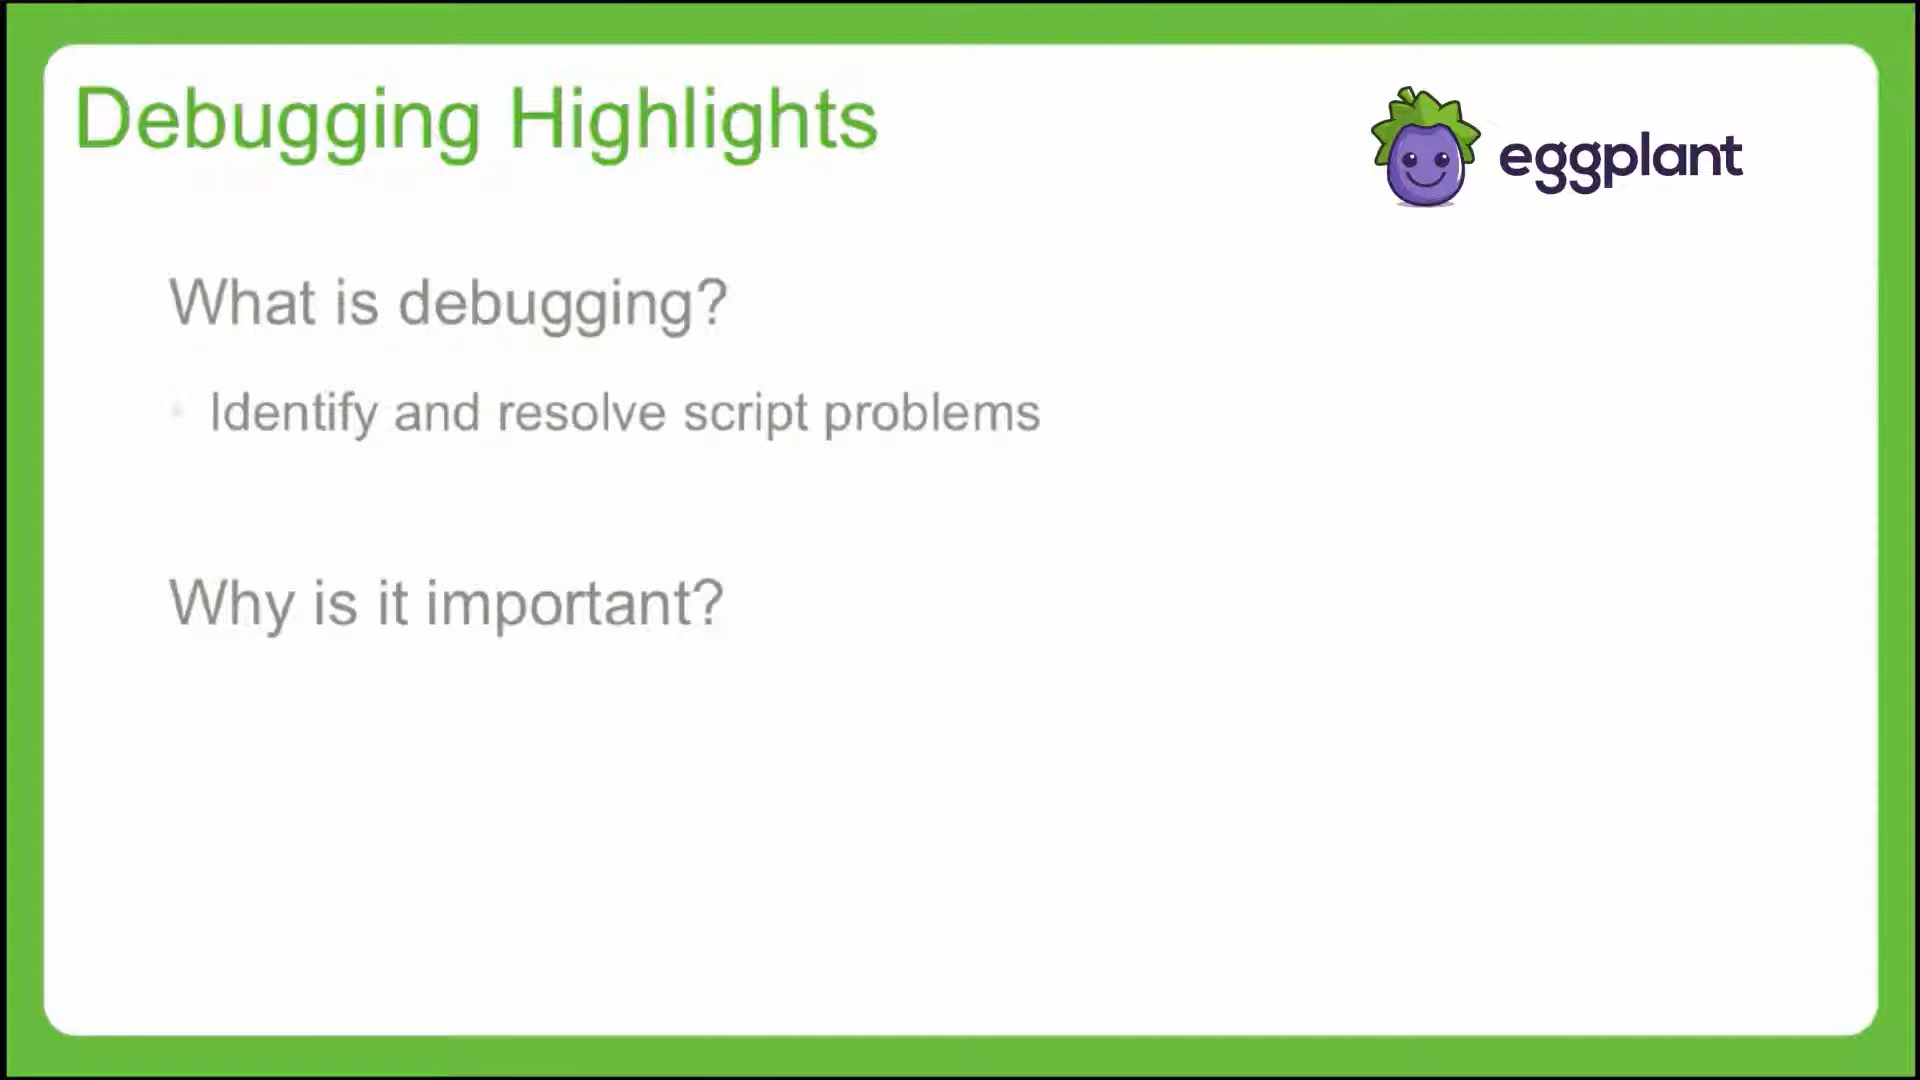 Debugging Highlights
eggplant
What is debugging?
Identify and resolve script problems
Why is it important?